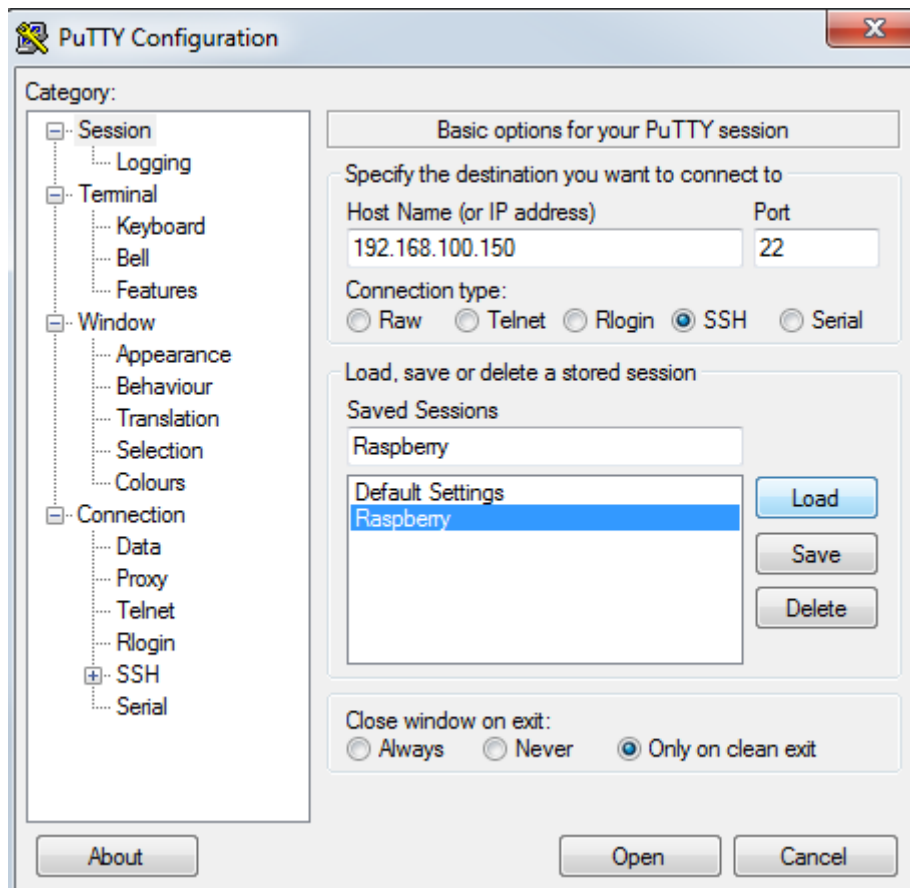 PuTTY Configuration
Category:
Session
Logging
Terminal
Keyboard
Bell
Features
Window
Appearance
Behaviour
Translation
Selection
Colours
Connection
Data
Proxy
Telnet
Rlogin
SSH
Serial
Basic options for your PuTTY session
Specify the destination you want to connect to
Host Name (or IP address) Port
192.168.100.150 22
Connection type:
Raw Telnet Rlogin SSH Serial
Load, save or delete a stored session
Saved Sessions
Raspberry
Default Settings
Raspberry
Load
Save
Delete
Close window on exit:
Always Never Only on clean exit
About Open Cancel